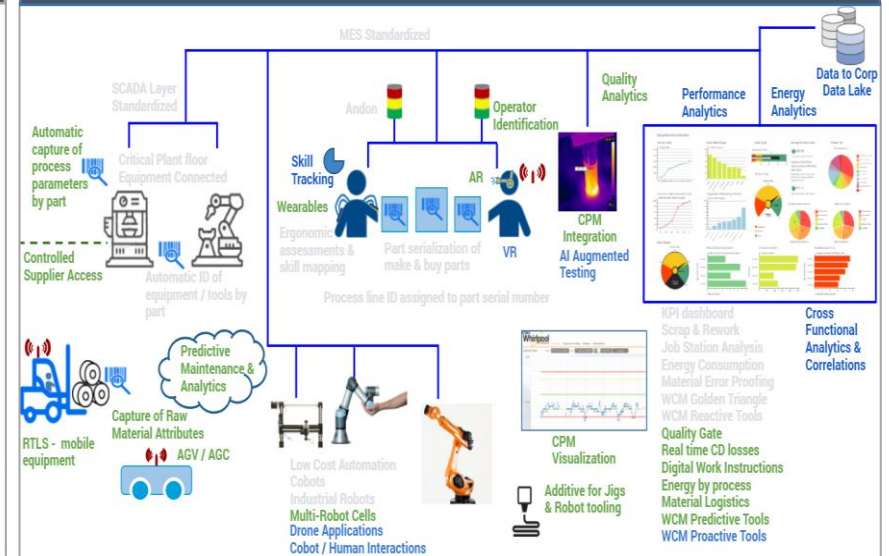 MES Standardized
Data to Corp
Data Lake
SCADA Layer
Standardized
Andon
Operator
Identification
Quality
Analytics
Performance
Analytics
Energy
Analytics
Automatic
capture of
process
parameters
by part
Critical Plant floor
Equipment Connected
Skill
Tracking
AR
Wearables
CPM
Integration
AI Augmented
Testing
VR
Ergonomic
assessments &
skill mapping
Part serialization of
make & buy parts
Controlled
Supplier Access
Automatic ID of
equipment / tools by
part
Process line ID assigned to part serial number
KPI dashboard
Scrap & Rework
Job Station Analysis
Energy Consumption
Material Error Proofing
WCM Golden Triangle
WCM Reactive Tools
Quality Gate
Real time CD losses
Digital Work Instructions
Energy by process
Material Logistics
WCM Predictive Tools
WCM Proactive Tools
Cross
Functional
Analytics &
Correlations
Predictive
Maintenance &
Analytics
Whirlpool
Capture of Raw
Material Attributes
RTLS - mobile
equipment
AGV / AGC
CPM
Visualization
Low Cost Automation
Cobots
Industrial Robots
Multi-Robot Cells
Drone Applications
Cobot / Human Interactions
Additive for Jigs
& Robot tooling